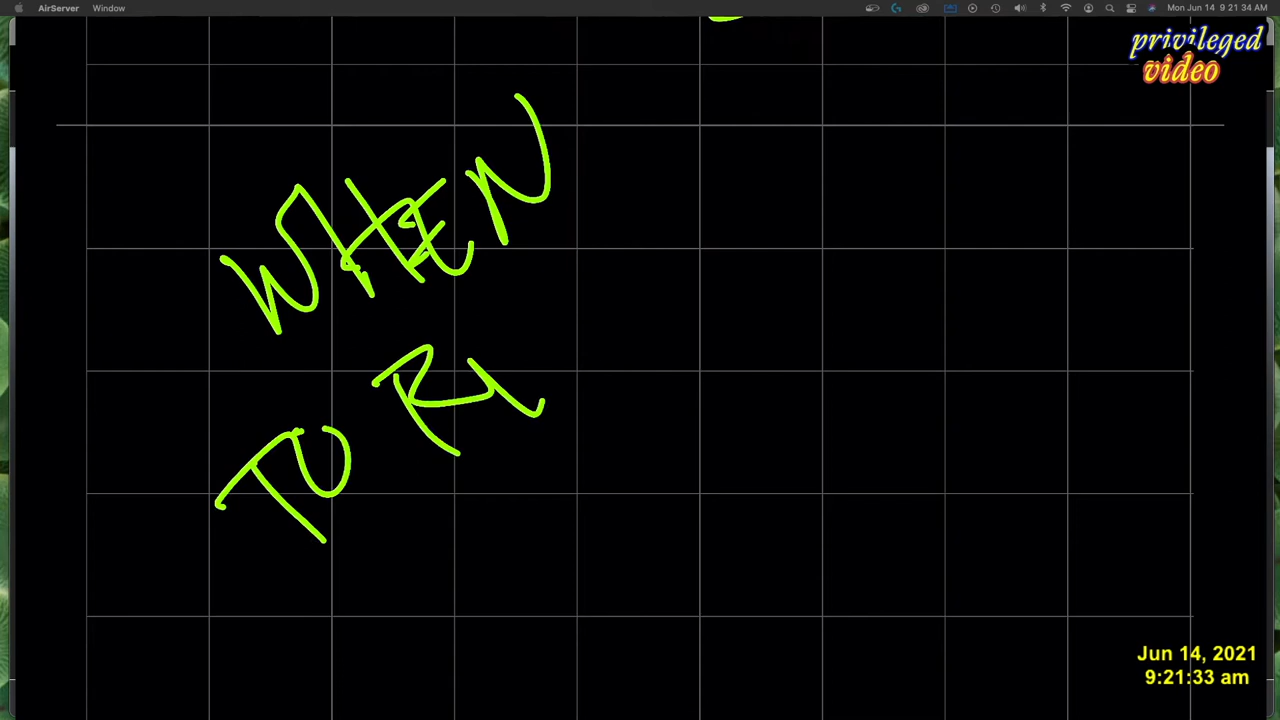 AirServer Window Mon Jun 14 9:21:34 AM
privileged
video
WHEN
TO RU
Jun 14, 2021
9:21:33 am